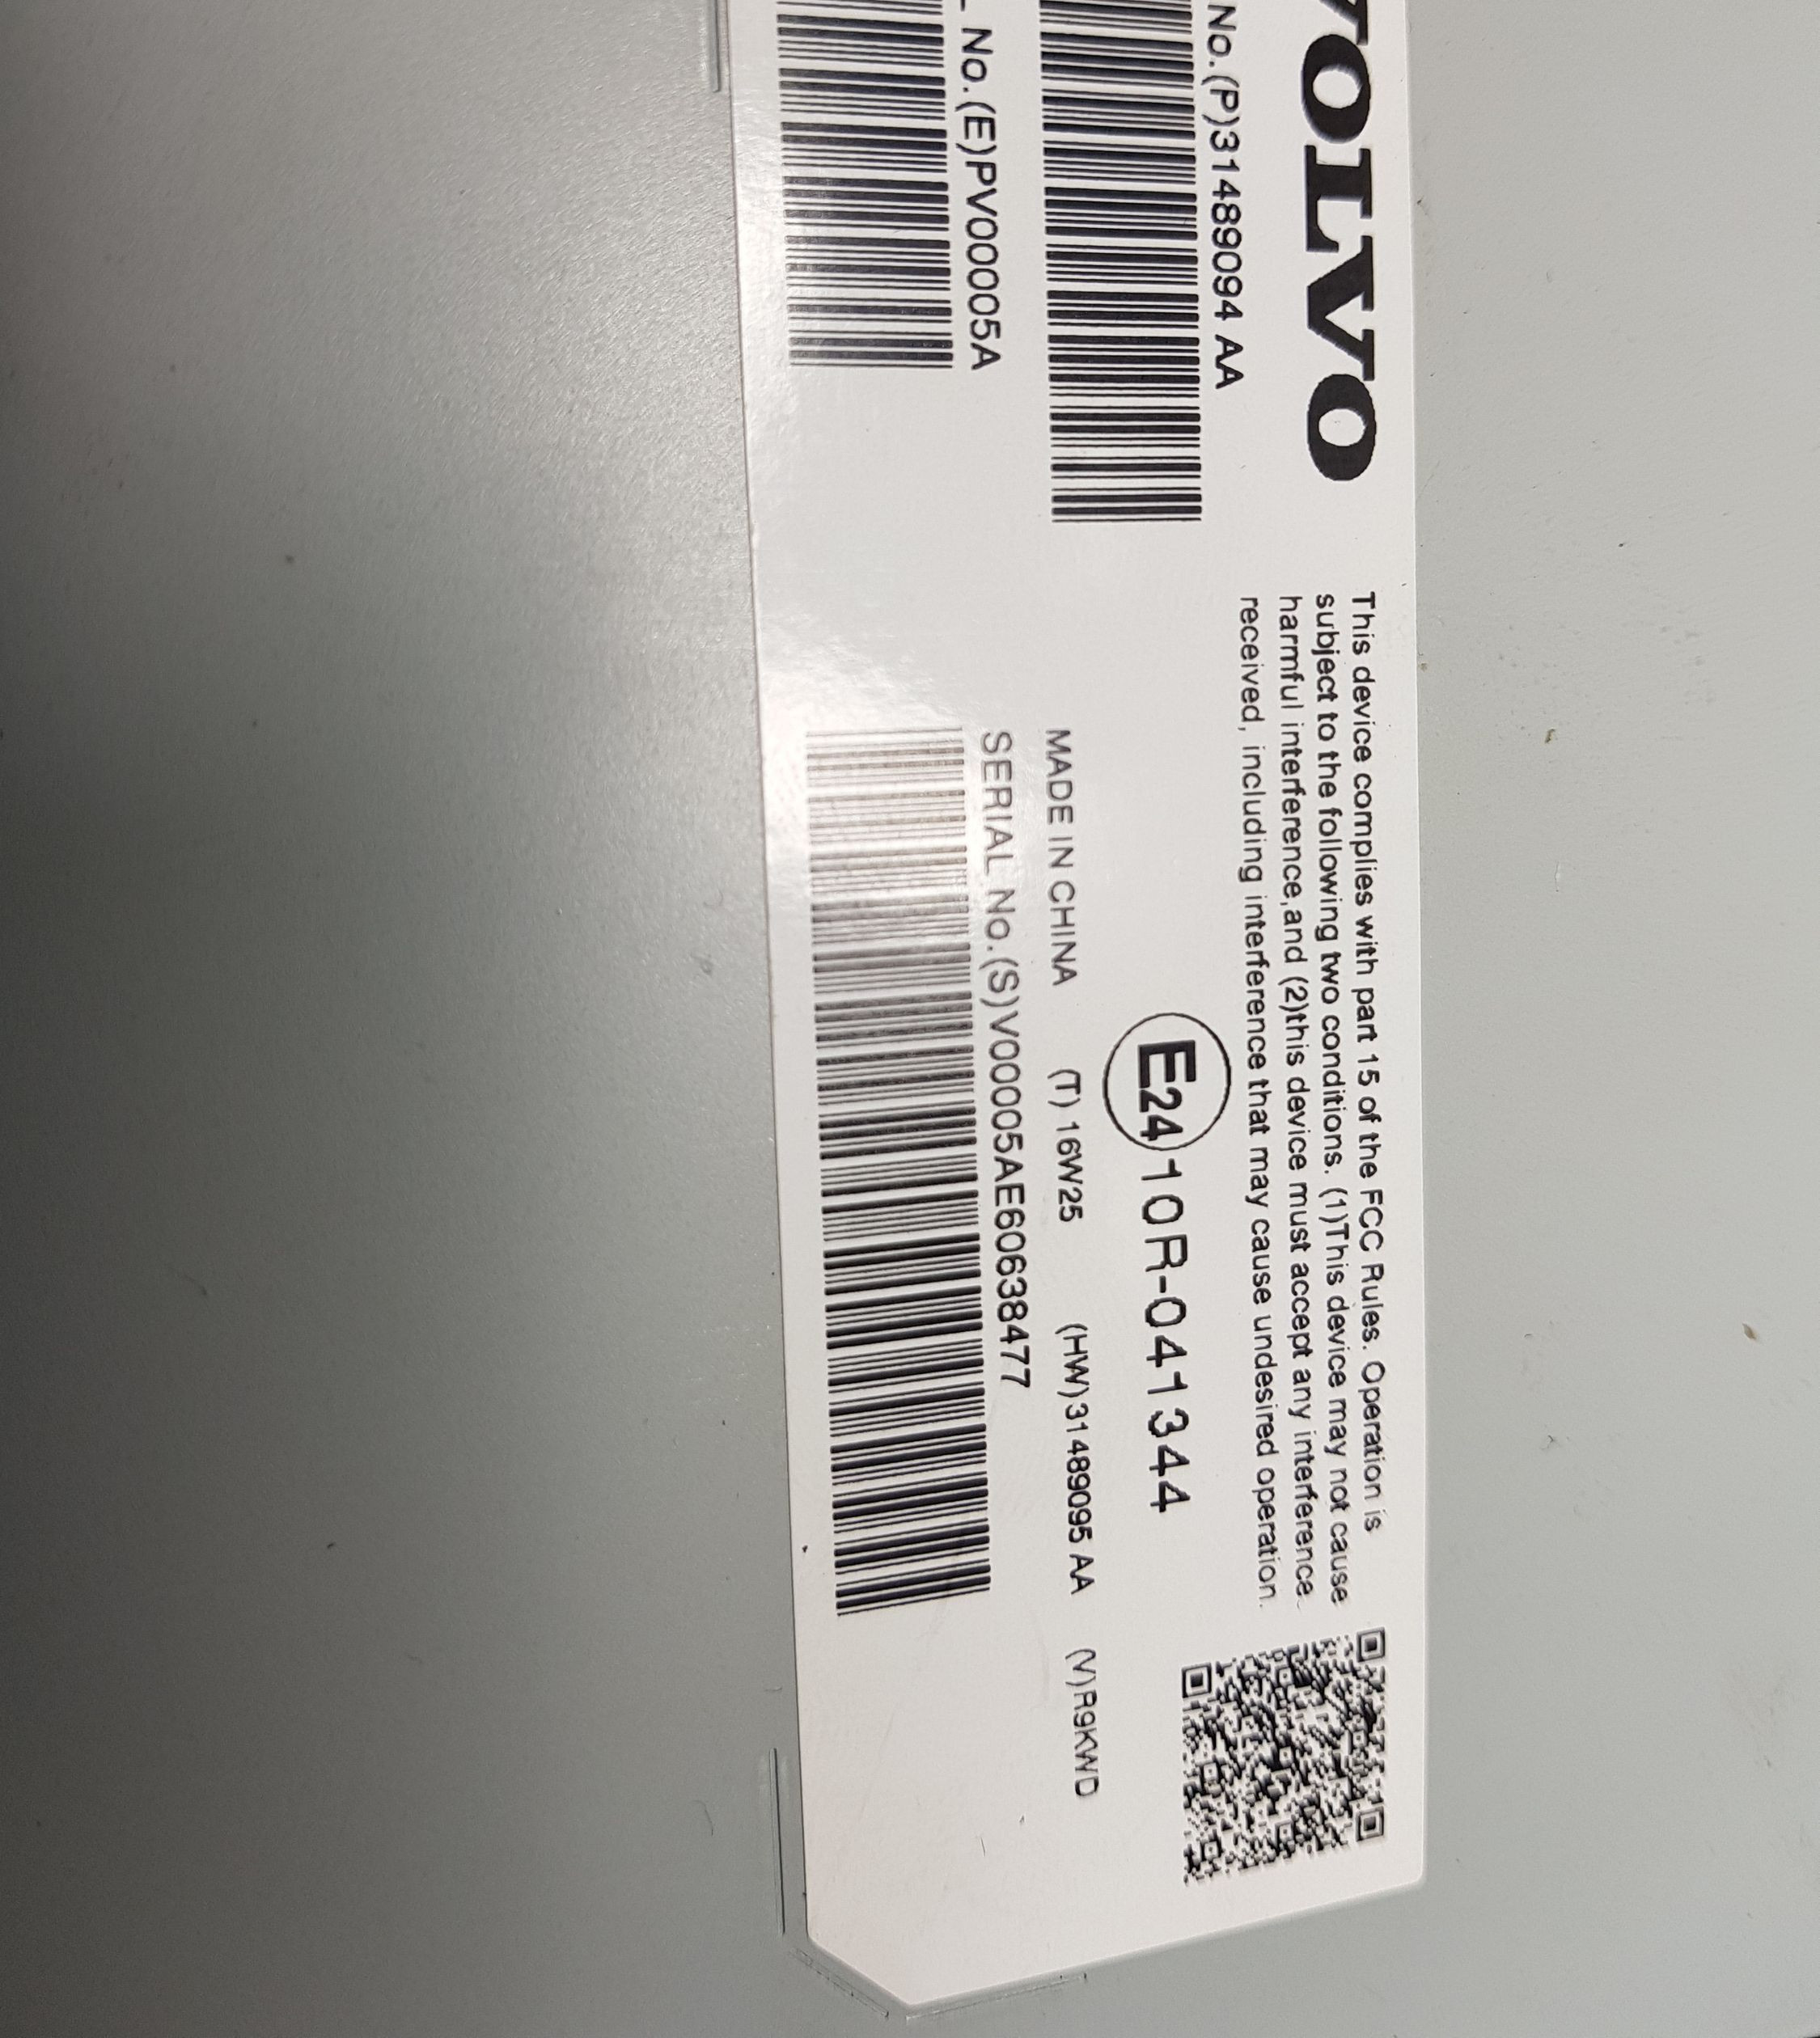 VOLVO
No.(P)31489094 AA
No.(E)PV00005A
This device complies with part 15 of the FCC Rules. Operation is
subject to the following two conditions. (1)This device may not cause
harmful interference,and (2)this device must accept any interference
received, including interference that may cause undesired operation.
E24 10R-041344
MADE IN CHINA (T) 16W25 (HW)31489095 AA (V)R9KWD
SERIAL No.(S)V00005AE60638477